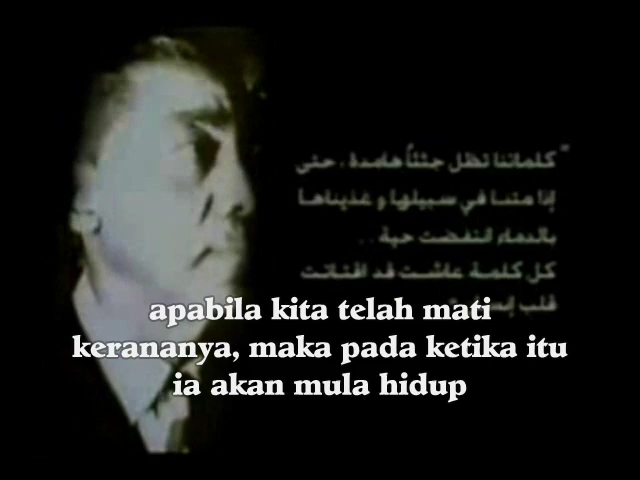 " كلماتنا تظل جثثاً هامدة ، حتى
إذا متنا في سبيلها و غذيناها
بالدماء انتفضت حية . .
كل كلمة عاشت قد اقتاتت
قلب
apabila kita telah mati
kerananya, maka pada ketika itu
ia akan mula hidup